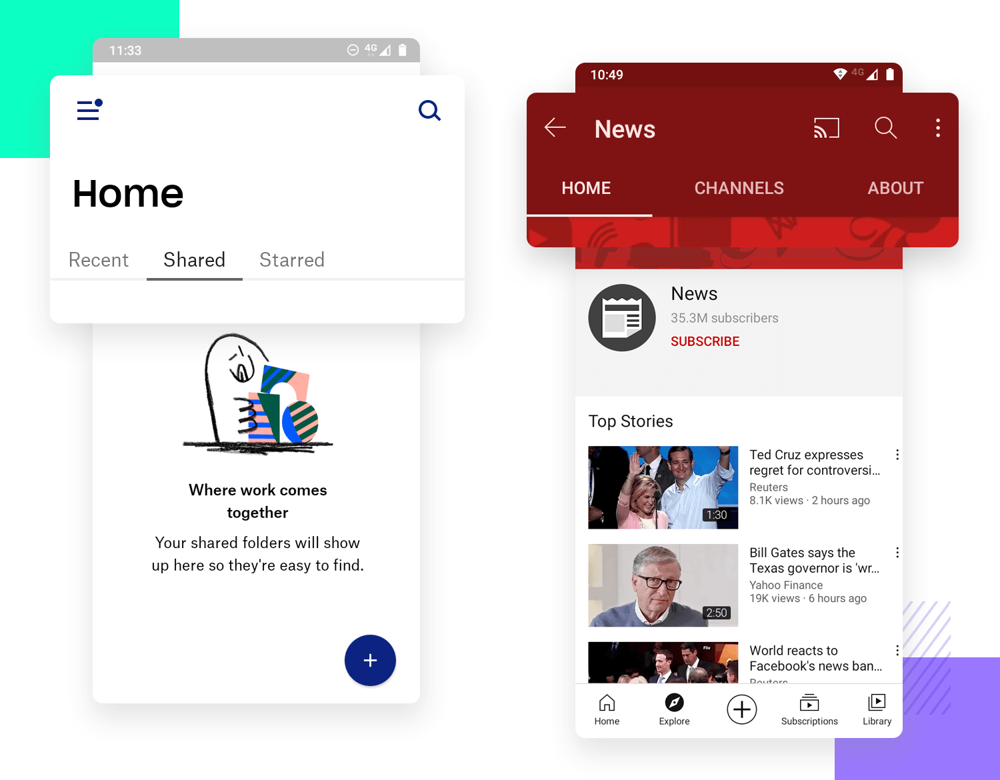 11:33
4G
Home
Recent
Shared
Starred
Where work comes
together
Your shared folders will show
up here so they're easy to find.
10:49
4G
News
HOME
CHANNELS
ABOUT
News
35.3M subscribers
SUBSCRIBE
Top Stories
1:30
Ted Cruz expresses
regret for controversi...
Reuters
8.1K views · 2 hours ago
2:50
Bill Gates says the
Texas governor is 'wr...
Yahoo Finance
19K views · 6 hours ago
File
World reacts to
Facebook's news ban...
Reuters
Home
Explore
Subscriptions
Library